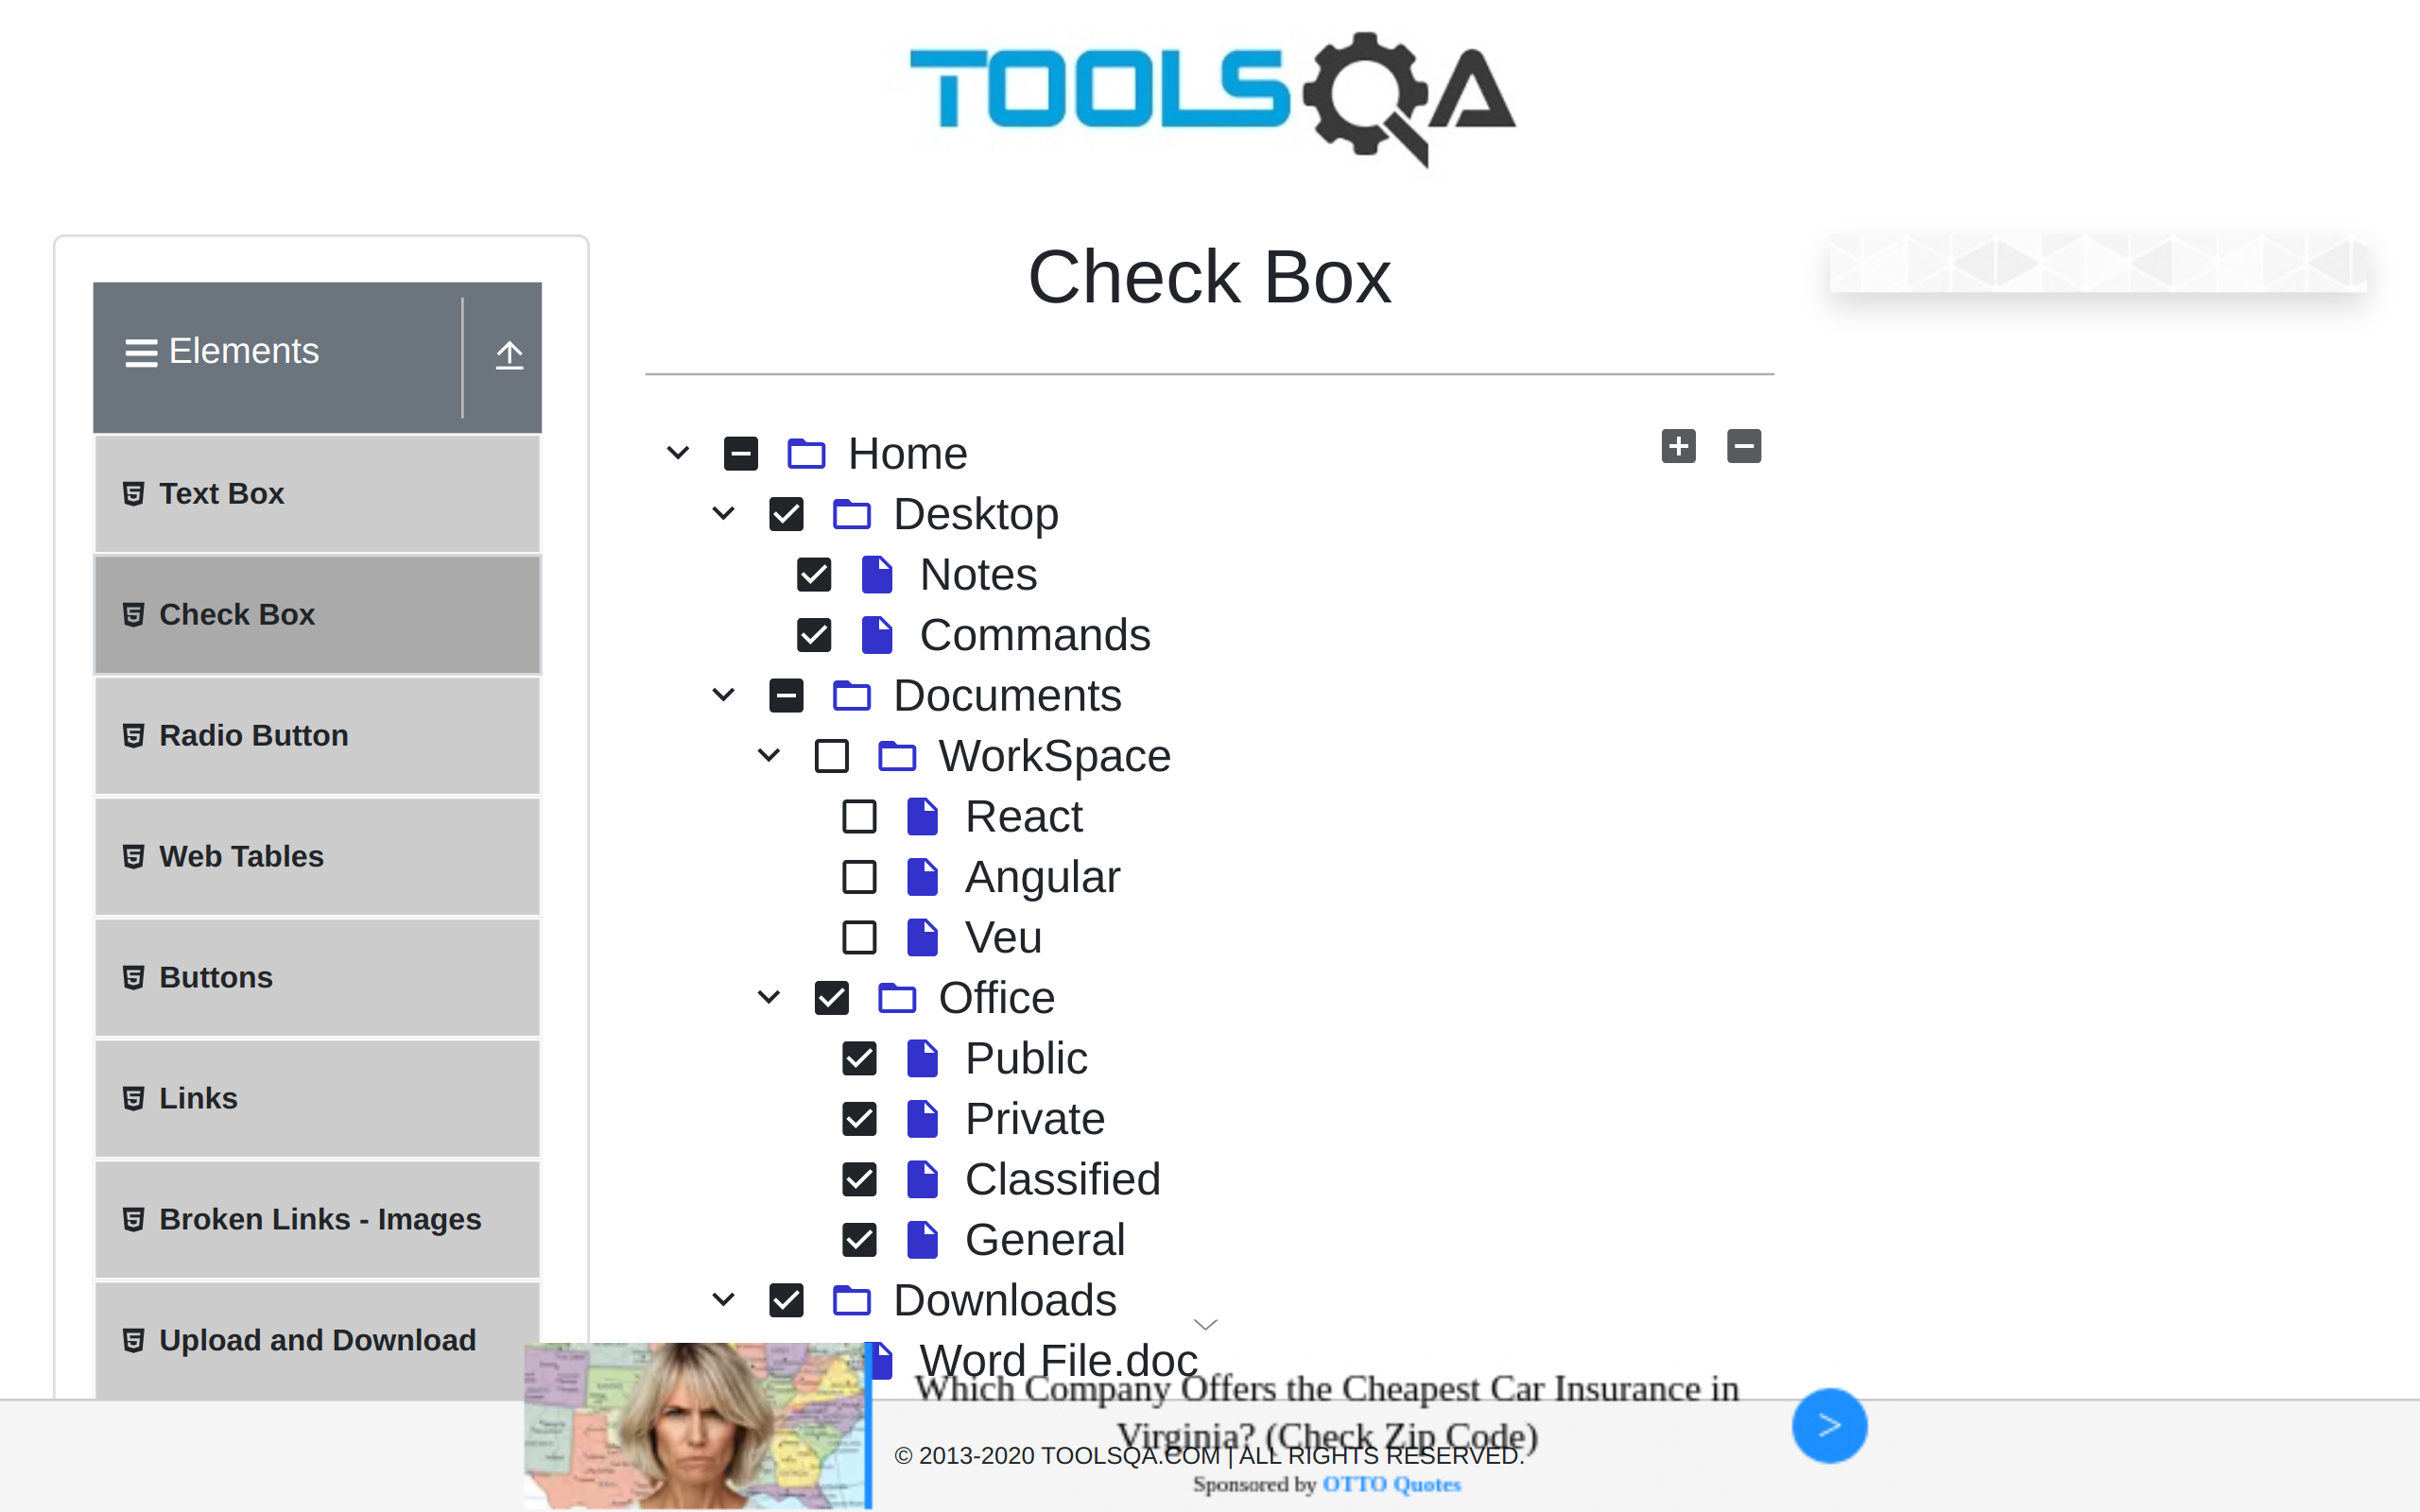 TOOLSQA
Check Box
Elements
Text Box
Check Box
Radio Button
Web Tables
Buttons
Links
Broken Links - Images
Upload and Download
Home
Desktop
Notes
Commands
Documents
WorkSpace
React
Angular
Veu
Office
Public
Private
Classified
General
Downloads
Word File.doc
Which Company Offers the Cheapest Car Insurance in
Virginia? (Check Zip Code)
© 2013-2020 TOOLSQA.COM | ALL RIGHTS RESERVED.
Sponsored by OTTO Quotes